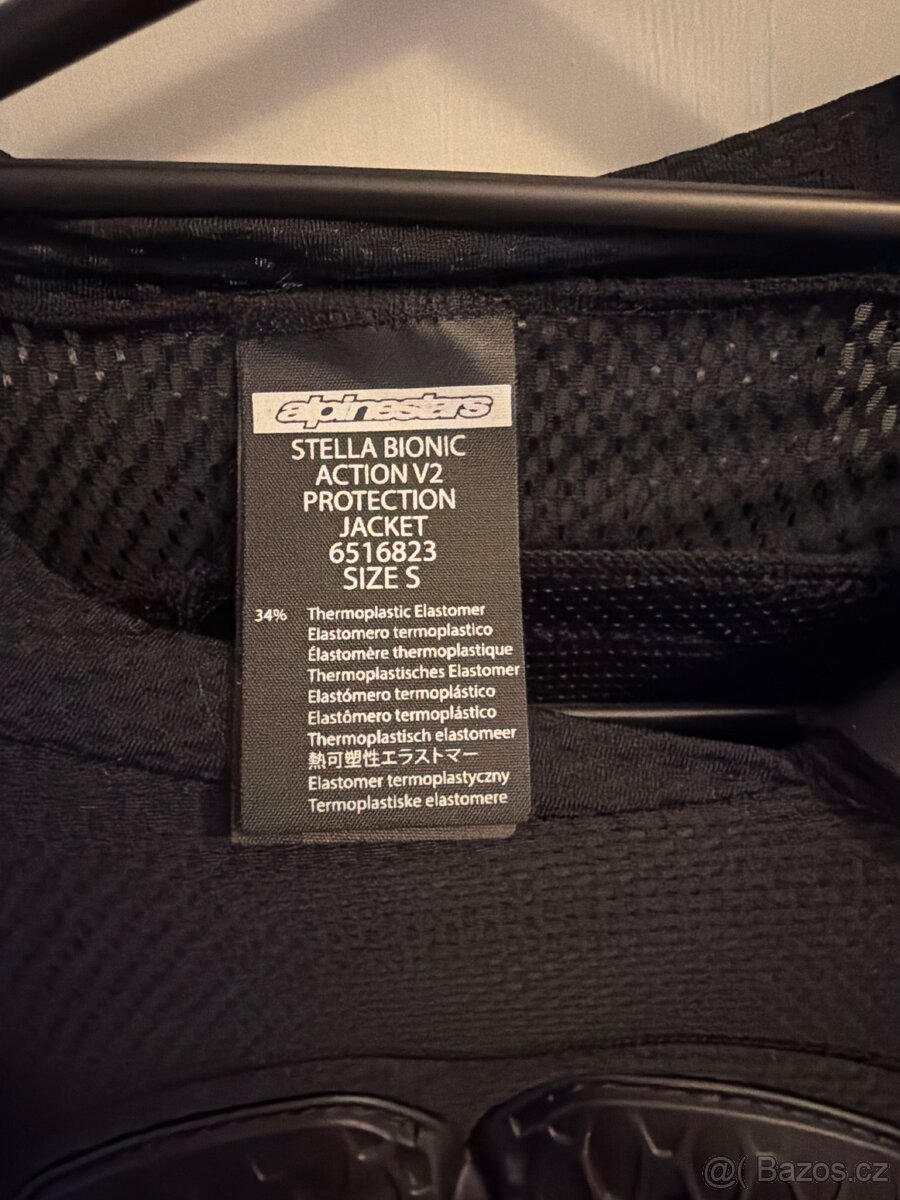 alpinestars
STELLA BIONIC
ACTION V2
PROTECTION
JACKET
6516823
SIZE S
34% Thermoplastic Elastomer
Elastomero termoplastico
Élastomère thermoplastique
Thermoplastisches Elastomer
Elastómero termoplástico
Elastômero termoplástico
Thermoplastisch elastomeer
熱可塑性エラストマー
Elastomer termoplastyczny
Termoplastiske elastomere
@( Bazos.cz